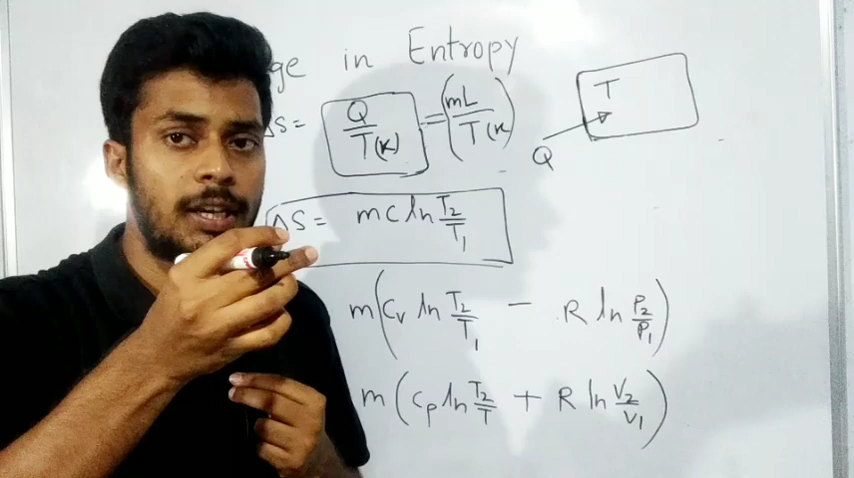 ge in Entropy
ΔS = Q/T(K) = (mL/T(K))
T
Q
ΔS = mc ln T₂/T₁
m(Cᵥ ln T₂/T₁ − R ln P₂/P₁)
m(Cₚ ln T₂/T + R ln V₂/V₁)